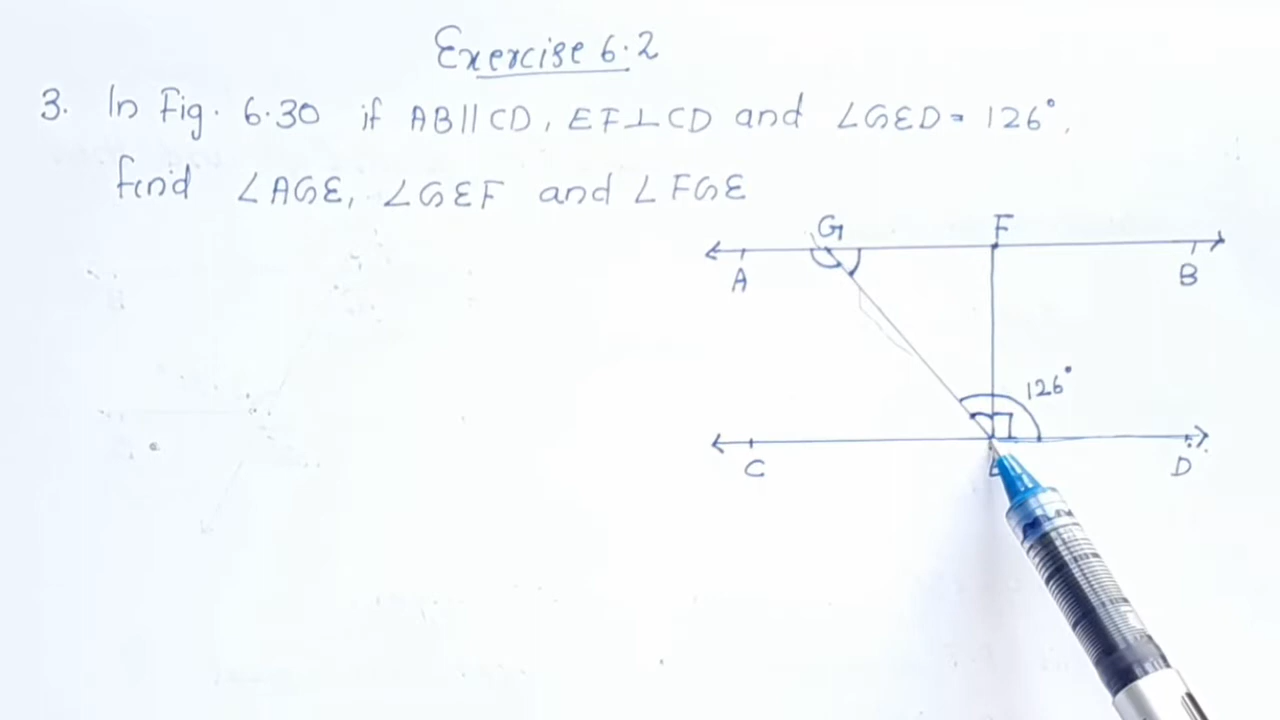 Exercise 6.2
3. In Fig. 6.30 if AB||CD, EF⊥CD and ∠GED = 126°,
find ∠AGE, ∠GEF and ∠FGE
G F
A B
126°
C D